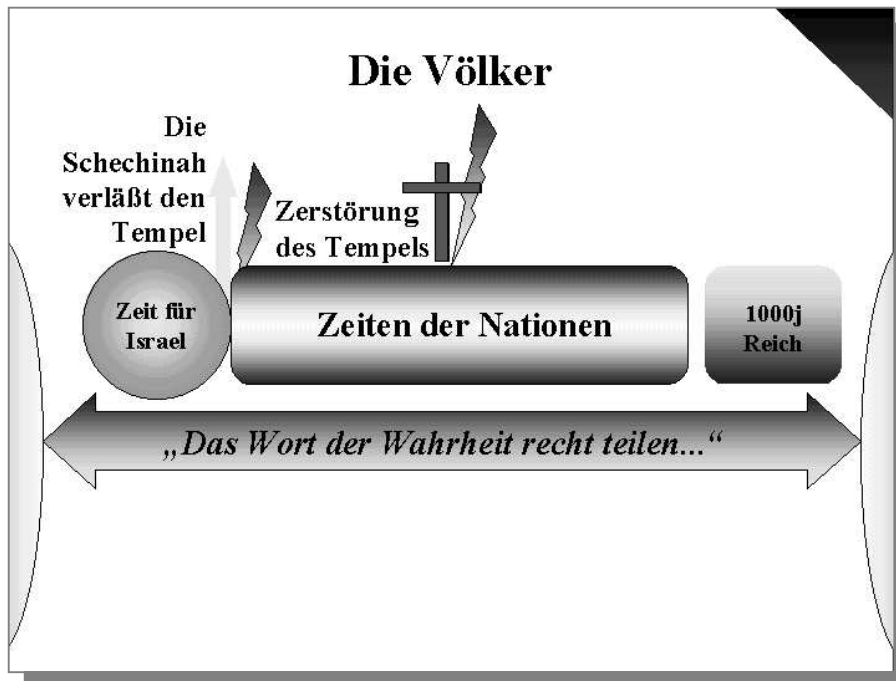 Die Völker
Die
Schechinah
verläßt den
Tempel
Zerstörung
des Tempels
Zeit für
Israel
Zeiten der Nationen
1000j
Reich
„Das Wort der Wahrheit recht teilen...“